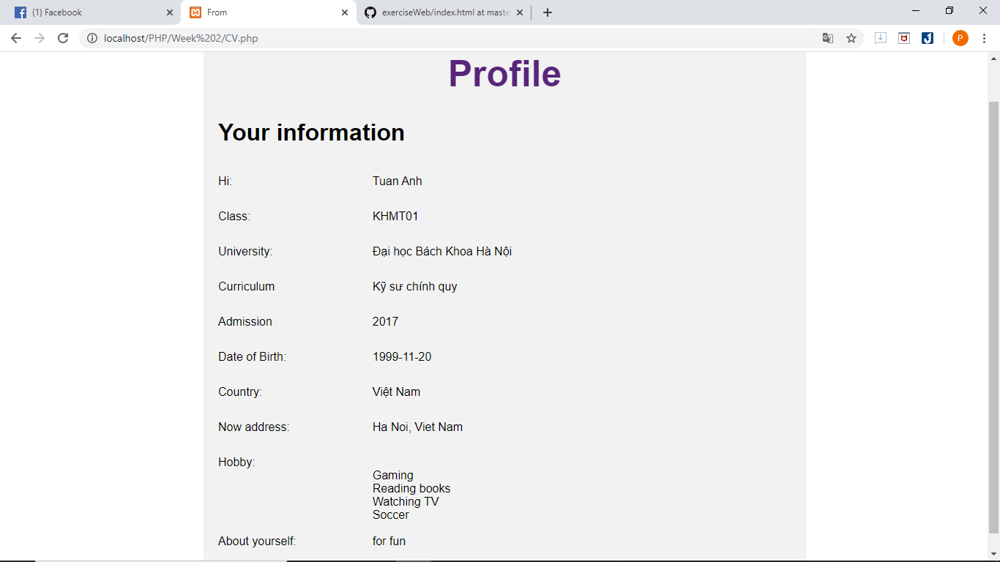 (1) Facebook
From
exerciseWeb/index.html at maste
localhost/PHP/Week%202/CV.php
P
Profile
Your information
Hi: Tuan Anh
Class: KHMT01
University: Đại học Bách Khoa Hà Nội
Curriculum Kỹ sư chính quy
Admission 2017
Date of Birth: 1999-11-20
Country: Việt Nam
Now address: Ha Noi, Viet Nam
Hobby:
Gaming
Reading books
Watching TV
Soccer
About yourself: for fun